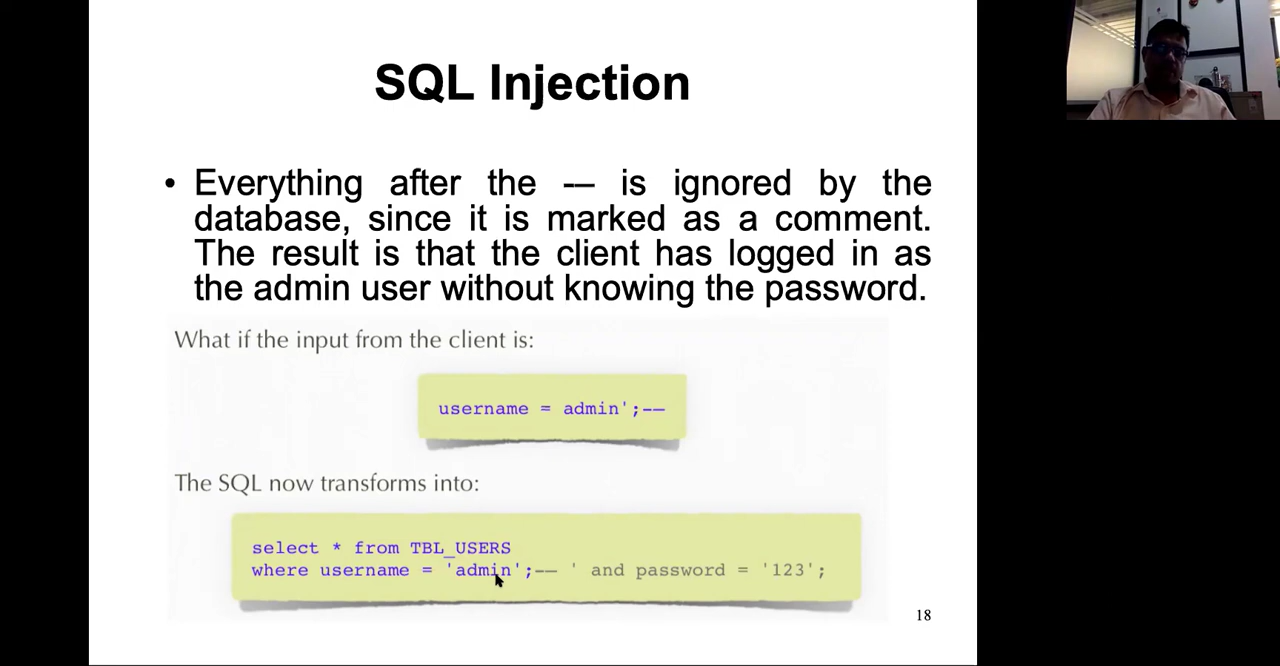 SQL Injection
• Everything after the -– is ignored by the
database, since it is marked as a comment.
The result is that the client has logged in as
the admin user without knowing the password.
What if the input from the client is:
username = admin';––
The SQL now transforms into:
select * from TBL_USERS
where username = 'admin';–– ' and password = '123';
18